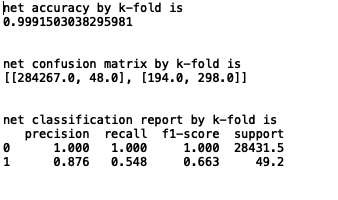 net accuracy by k-fold is
0.9991503038295981
net confusion matrix by k-fold is
[[284267.0, 48.0], [194.0, 298.0]]
net classification report by k-fold is
precision recall f1-score support
0 1.000 1.000 1.000 28431.5
1 0.876 0.548 0.663 49.2